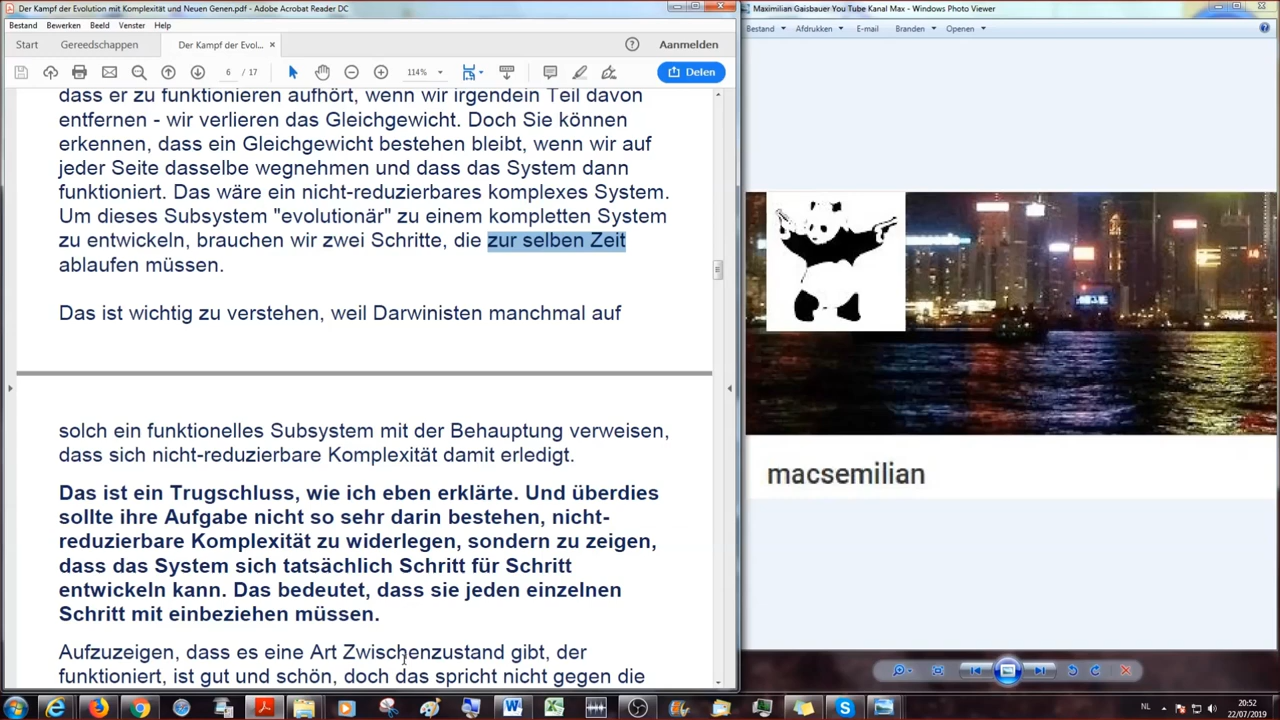 Der Kampf der Evolution mit Komplexität und Neuen Genen.pdf - Adobe Acrobat Reader DC
Bestand Bewerken Beeld Venster Help
Start Gereedschappen Der Kampf der Evol... × Aanmelden
6 / 17 114% Delen
dass er zu funktionieren aufhört, wenn wir irgendein Teil davon
entfernen - wir verlieren das Gleichgewicht. Doch Sie können
erkennen, dass ein Gleichgewicht bestehen bleibt, wenn wir auf
jeder Seite dasselbe wegnehmen und dass das System dann
funktioniert. Das wäre ein nicht-reduzierbares komplexes System.
Um dieses Subsystem "evolutionär" zu einem kompletten System
zu entwickeln, brauchen wir zwei Schritte, die zur selben Zeit
ablaufen müssen.
Das ist wichtig zu verstehen, weil Darwinisten manchmal auf
solch ein funktionelles Subsystem mit der Behauptung verweisen,
dass sich nicht-reduzierbare Komplexität damit erledigt.
Das ist ein Trugschluss, wie ich eben erklärte. Und überdies
sollte ihre Aufgabe nicht so sehr darin bestehen, nicht-
reduzierbare Komplexität zu widerlegen, sondern zu zeigen,
dass das System sich tatsächlich Schritt für Schritt
entwickeln kann. Das bedeutet, dass sie jeden einzelnen
Schritt mit einbeziehen müssen.
Aufzuzeigen, dass es eine Art Zwischenzustand gibt, der
funktioniert, ist gut und schön, doch das spricht nicht gegen die
Maximilian Gaisbauer You Tube Kanal Max - Windows Photo Viewer
Bestand Afdrukken E-mail Branden Openen
macsemilian
NL 20:52
22/07/2019